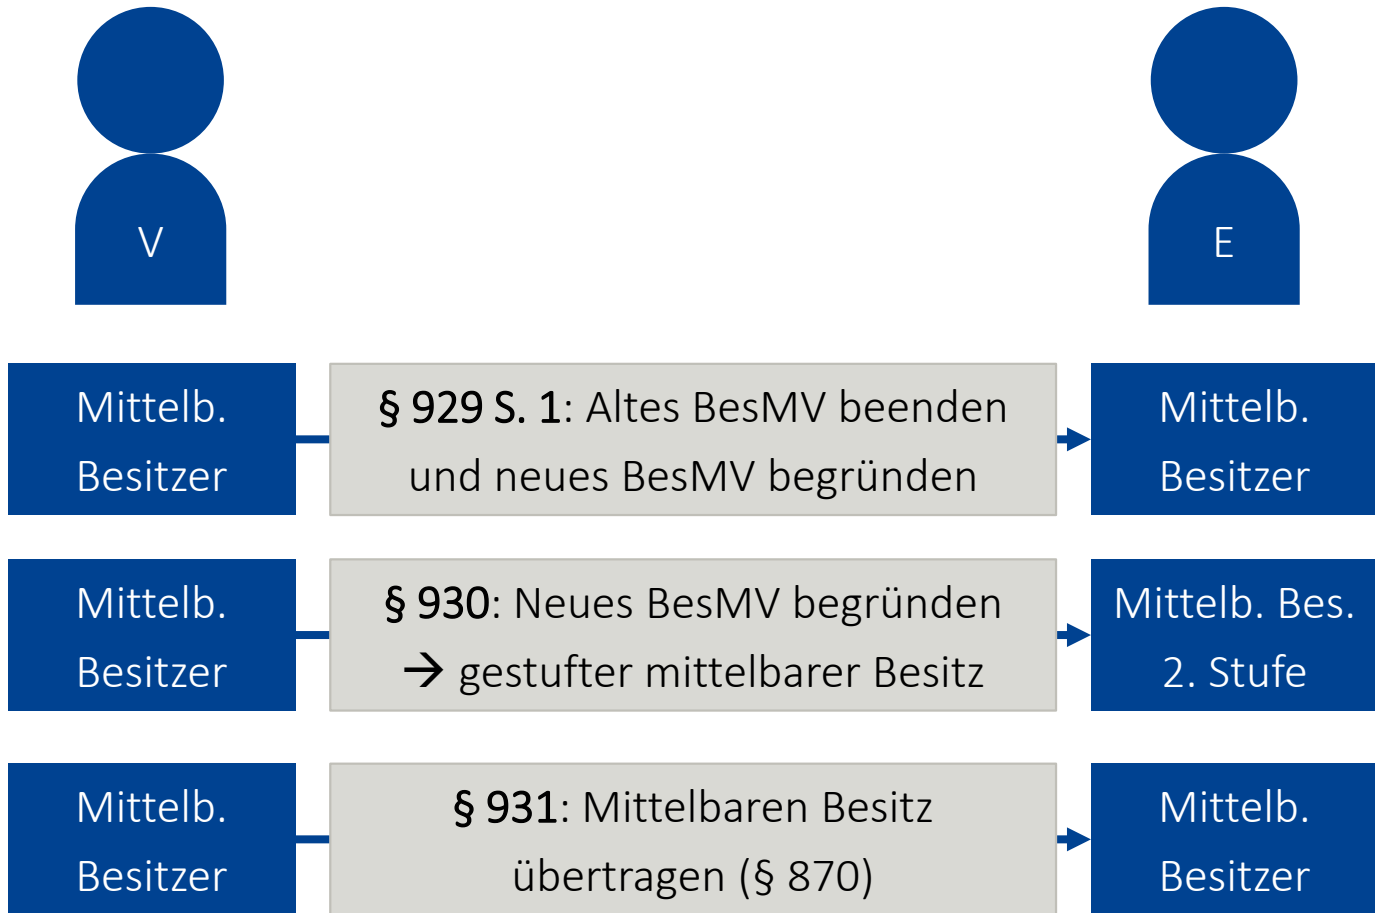 V
E
Mittelb.
Besitzer
§ 929 S. 1: Altes BesMV beenden
und neues BesMV begründen
Mittelb.
Besitzer
Mittelb.
Besitzer
§ 930: Neues BesMV begründen
→ gestufter mittelbarer Besitz
Mittelb. Bes.
2. Stufe
Mittelb.
Besitzer
§ 931: Mittelbaren Besitz
übertragen (§ 870)
Mittelb.
Besitzer